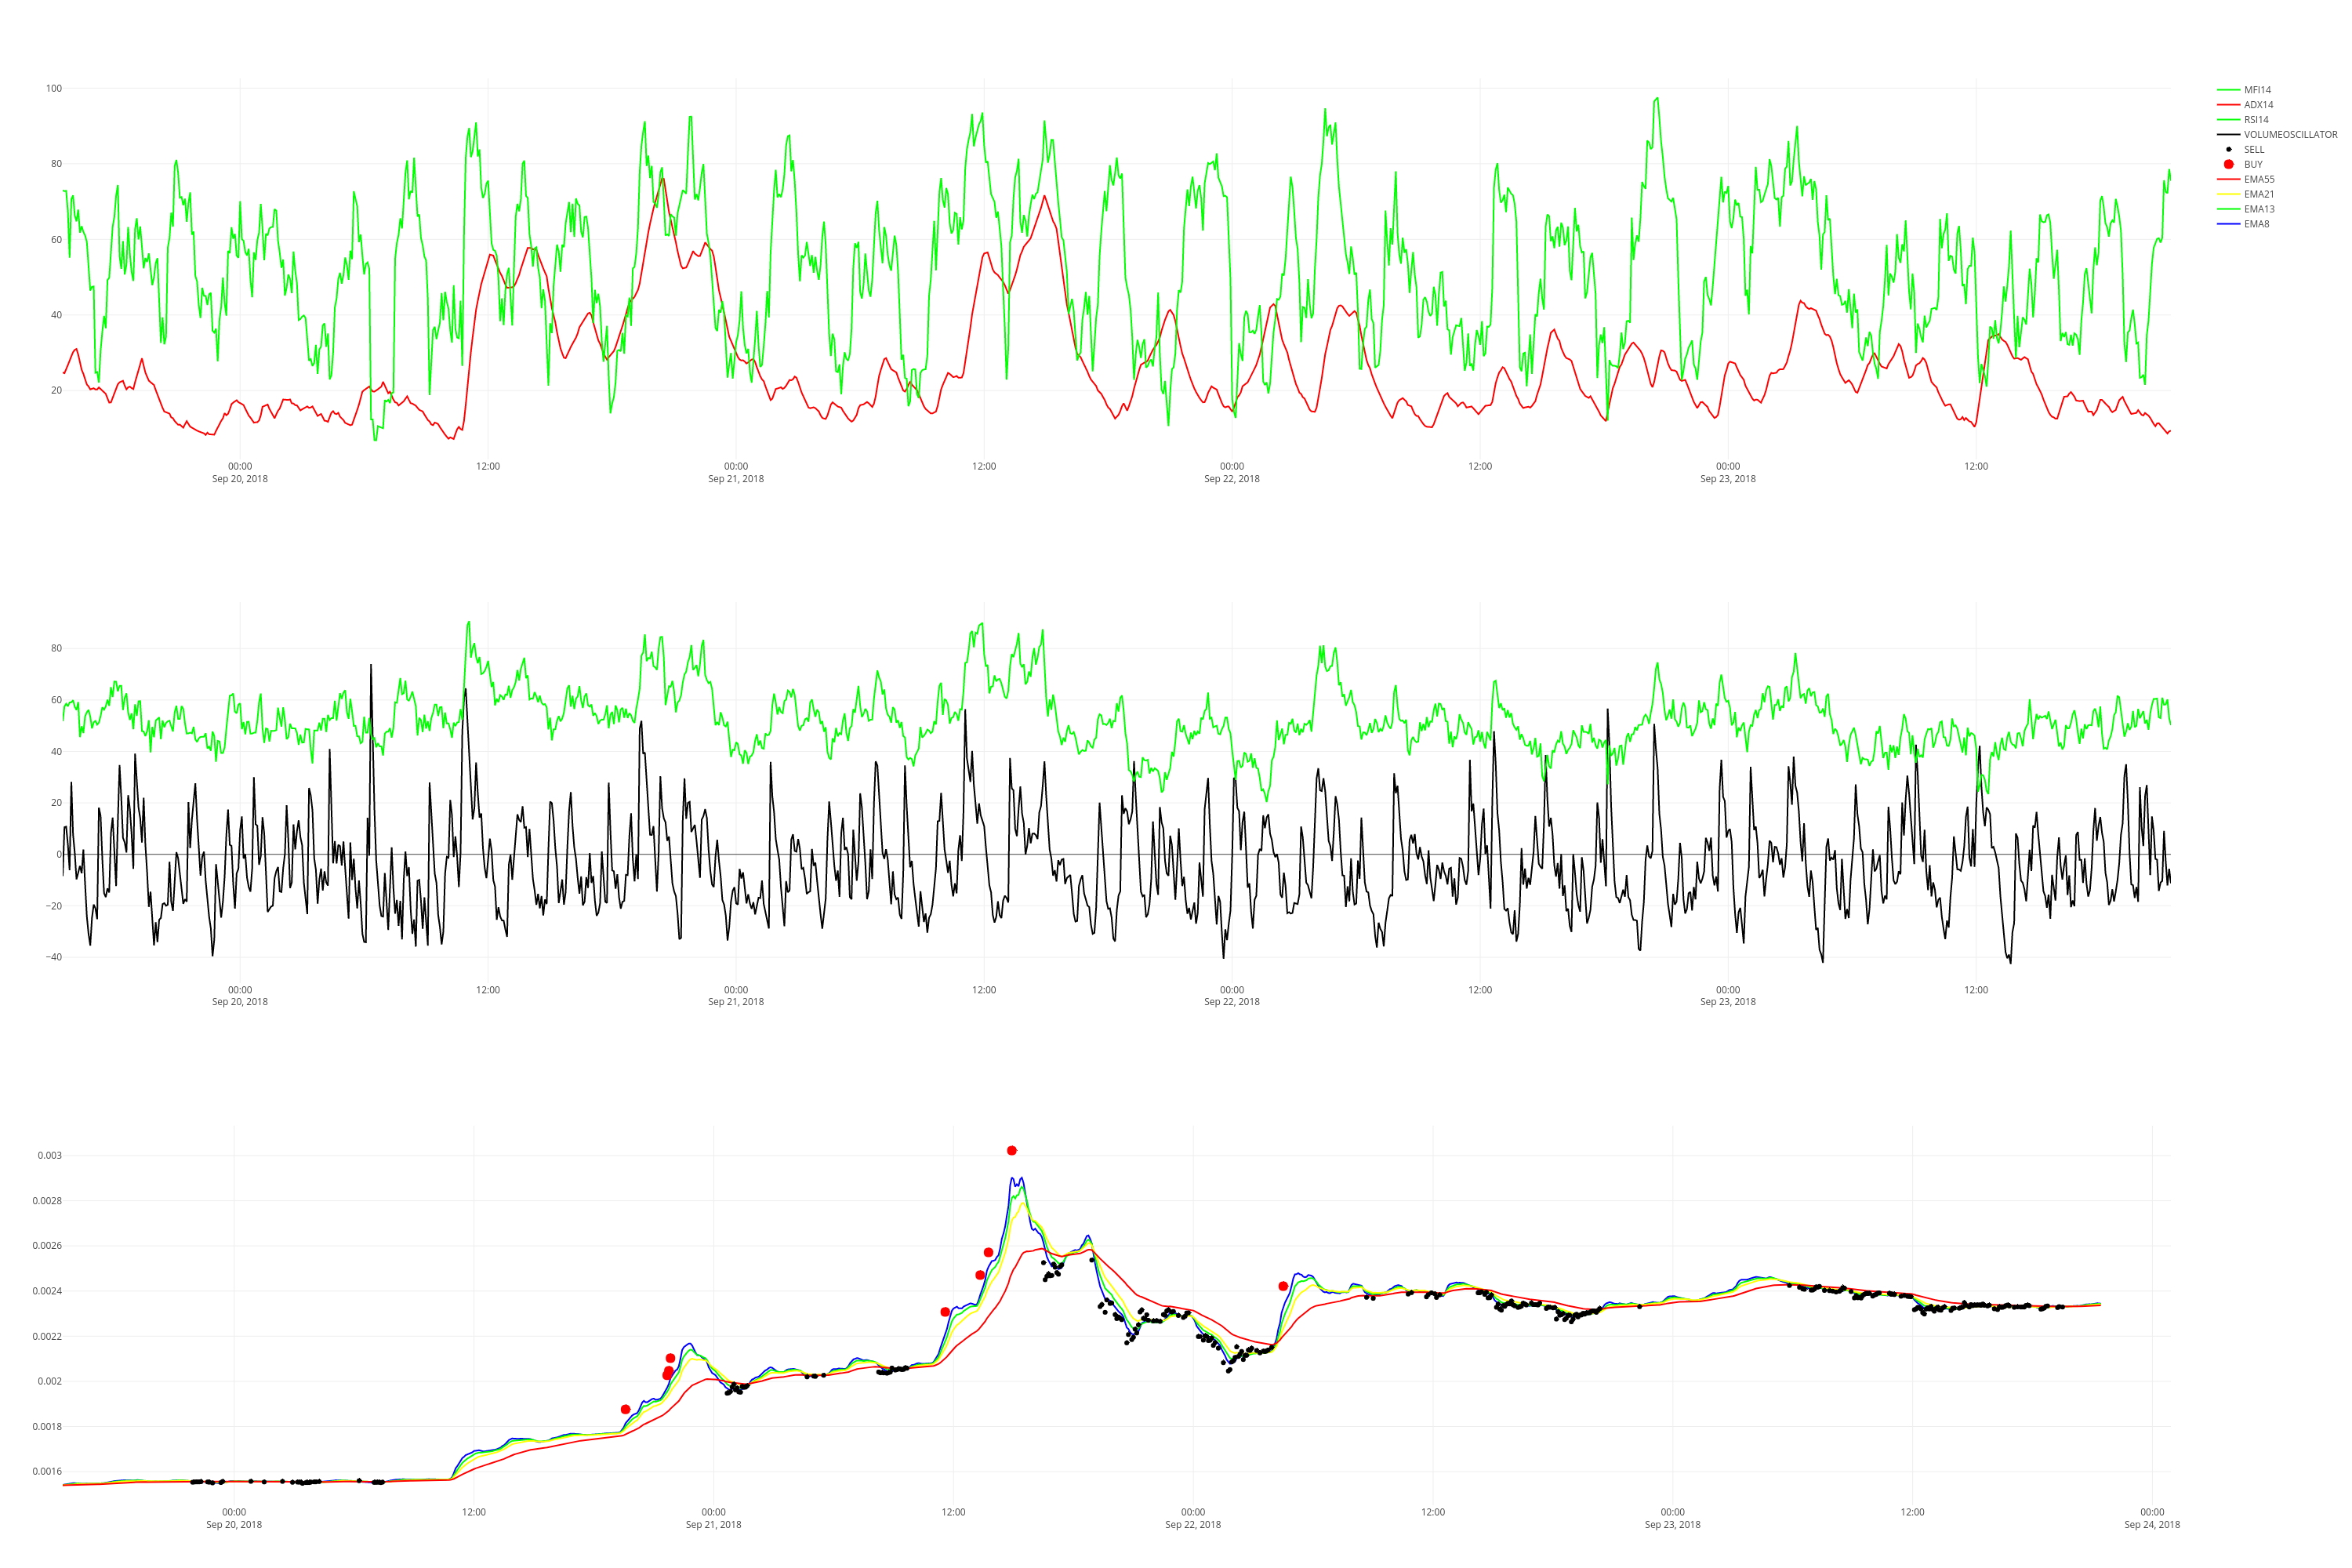 100
80
60
40
20
00:00
Sep 20, 2018
12:00
00:00
Sep 21, 2018
12:00
00:00
Sep 22, 2018
12:00
00:00
Sep 23, 2018
12:00
MFI14
ADX14
RSI14
VOLUMEOSCILLATOR
SELL
BUY
EMA55
EMA21
EMA13
EMA8
80
60
40
20
0
−20
−40
00:00
Sep 20, 2018
12:00
00:00
Sep 21, 2018
12:00
00:00
Sep 22, 2018
12:00
00:00
Sep 23, 2018
12:00
0.003
0.0028
0.0026
0.0024
0.0022
0.002
0.0018
0.0016
00:00
Sep 20, 2018
12:00
00:00
Sep 21, 2018
12:00
00:00
Sep 22, 2018
12:00
00:00
Sep 23, 2018
12:00
00:00
Sep 24, 2018